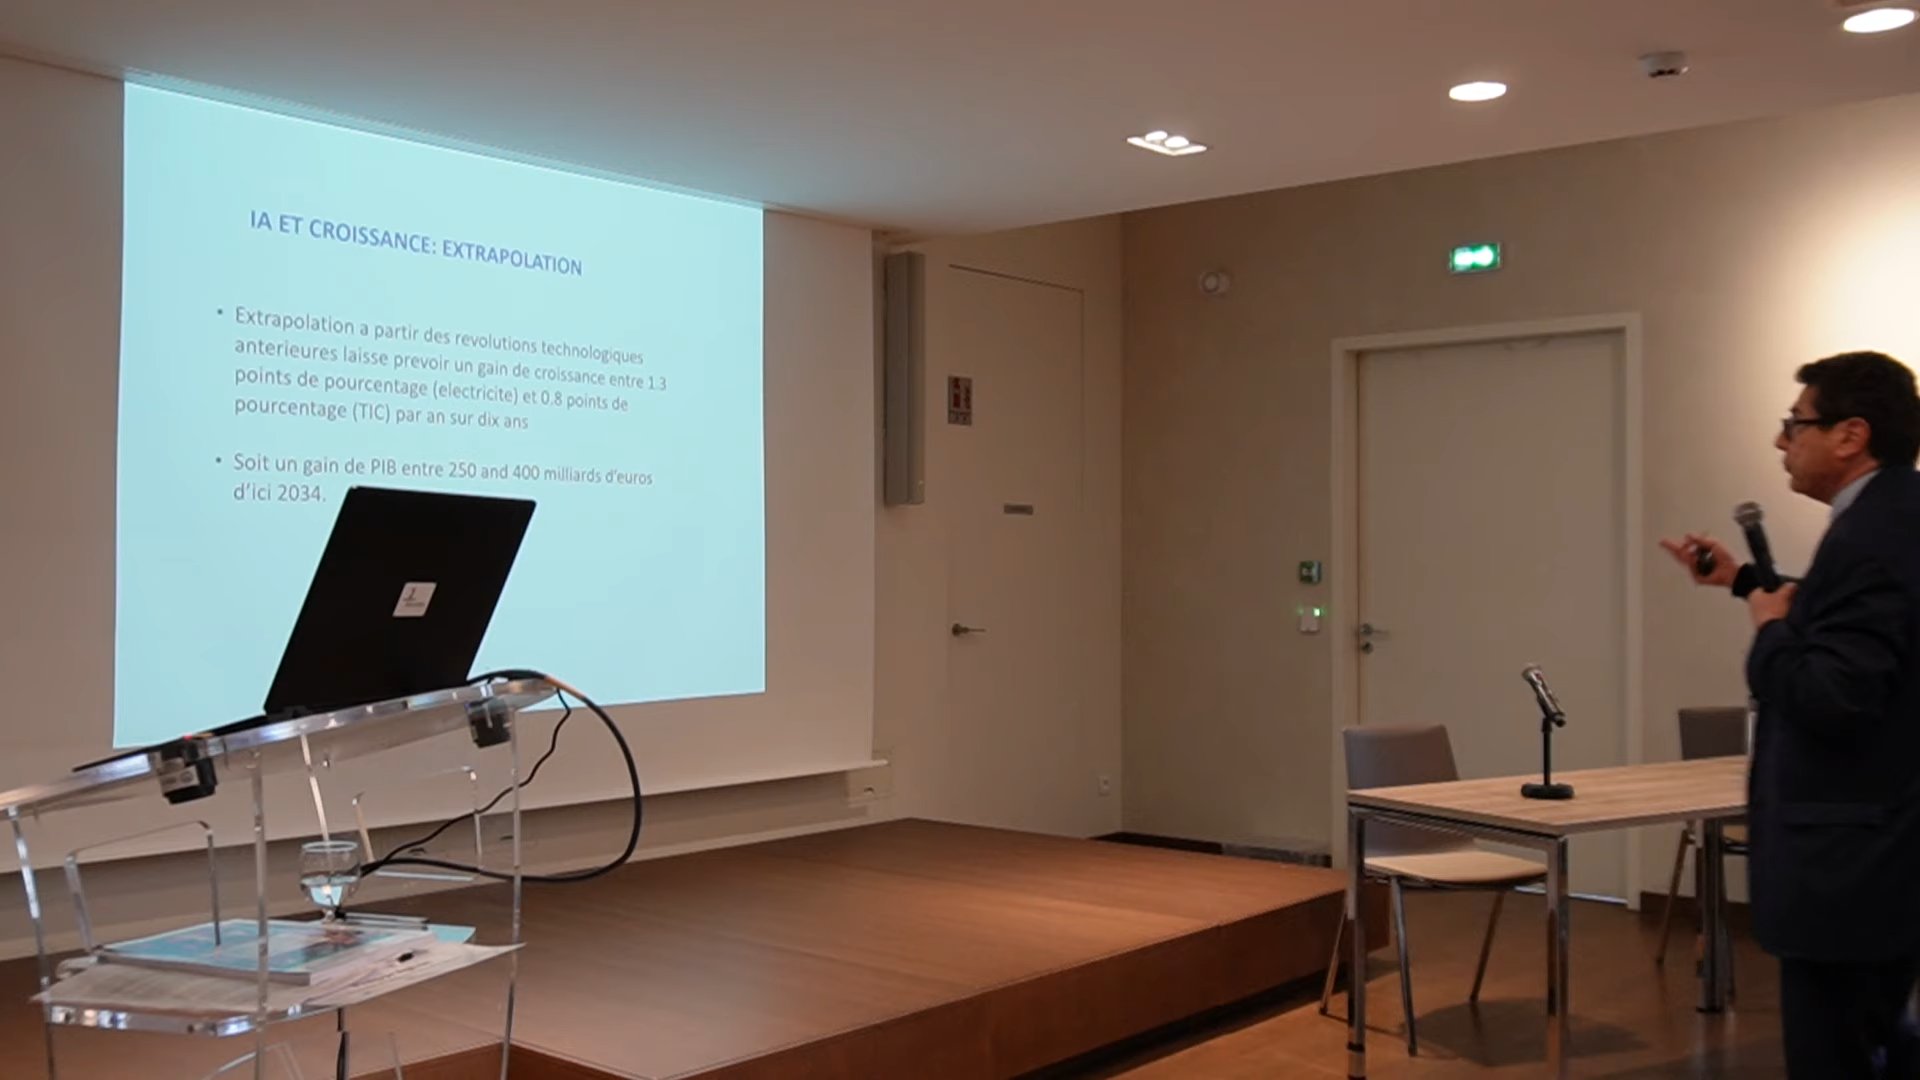 IA ET CROISSANCE: EXTRAPOLATION
• Extrapolation a partir des revolutions technologiques
anterieures laisse prevoir un gain de croissance entre 1.3
points de pourcentage (electricite) et 0.8 points de
pourcentage (TIC) par an sur dix ans
• Soit un gain de PIB entre 250 and 400 milliards d'euros
d'ici 2034.